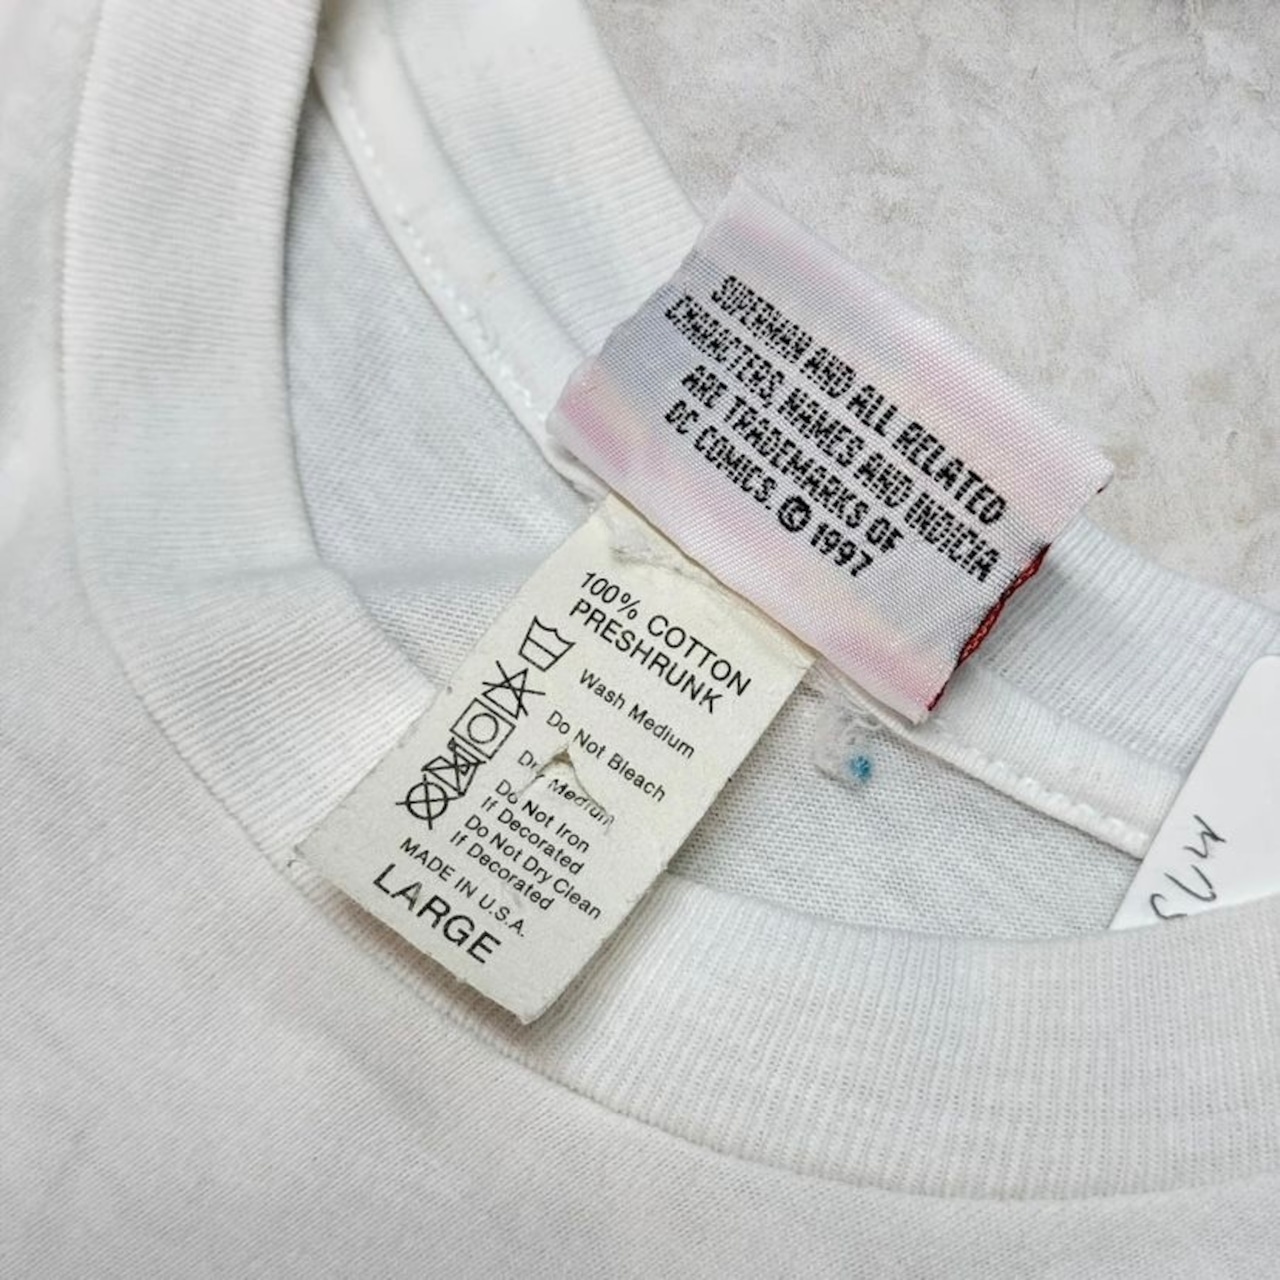 SUPERMAN AND ALL RELATED
CHARACTERS, NAMES AND INDICIA
ARE TRADEMARKS OF
DC COMICS. © 1997
100% COTTON
PRESHRUNK
Wash Medium
Do Not Bleach
Dry Medium
Do Not Iron
If Decorated
Do Not Dry Clean
If Decorated
MADE IN U.S.A.
LARGE